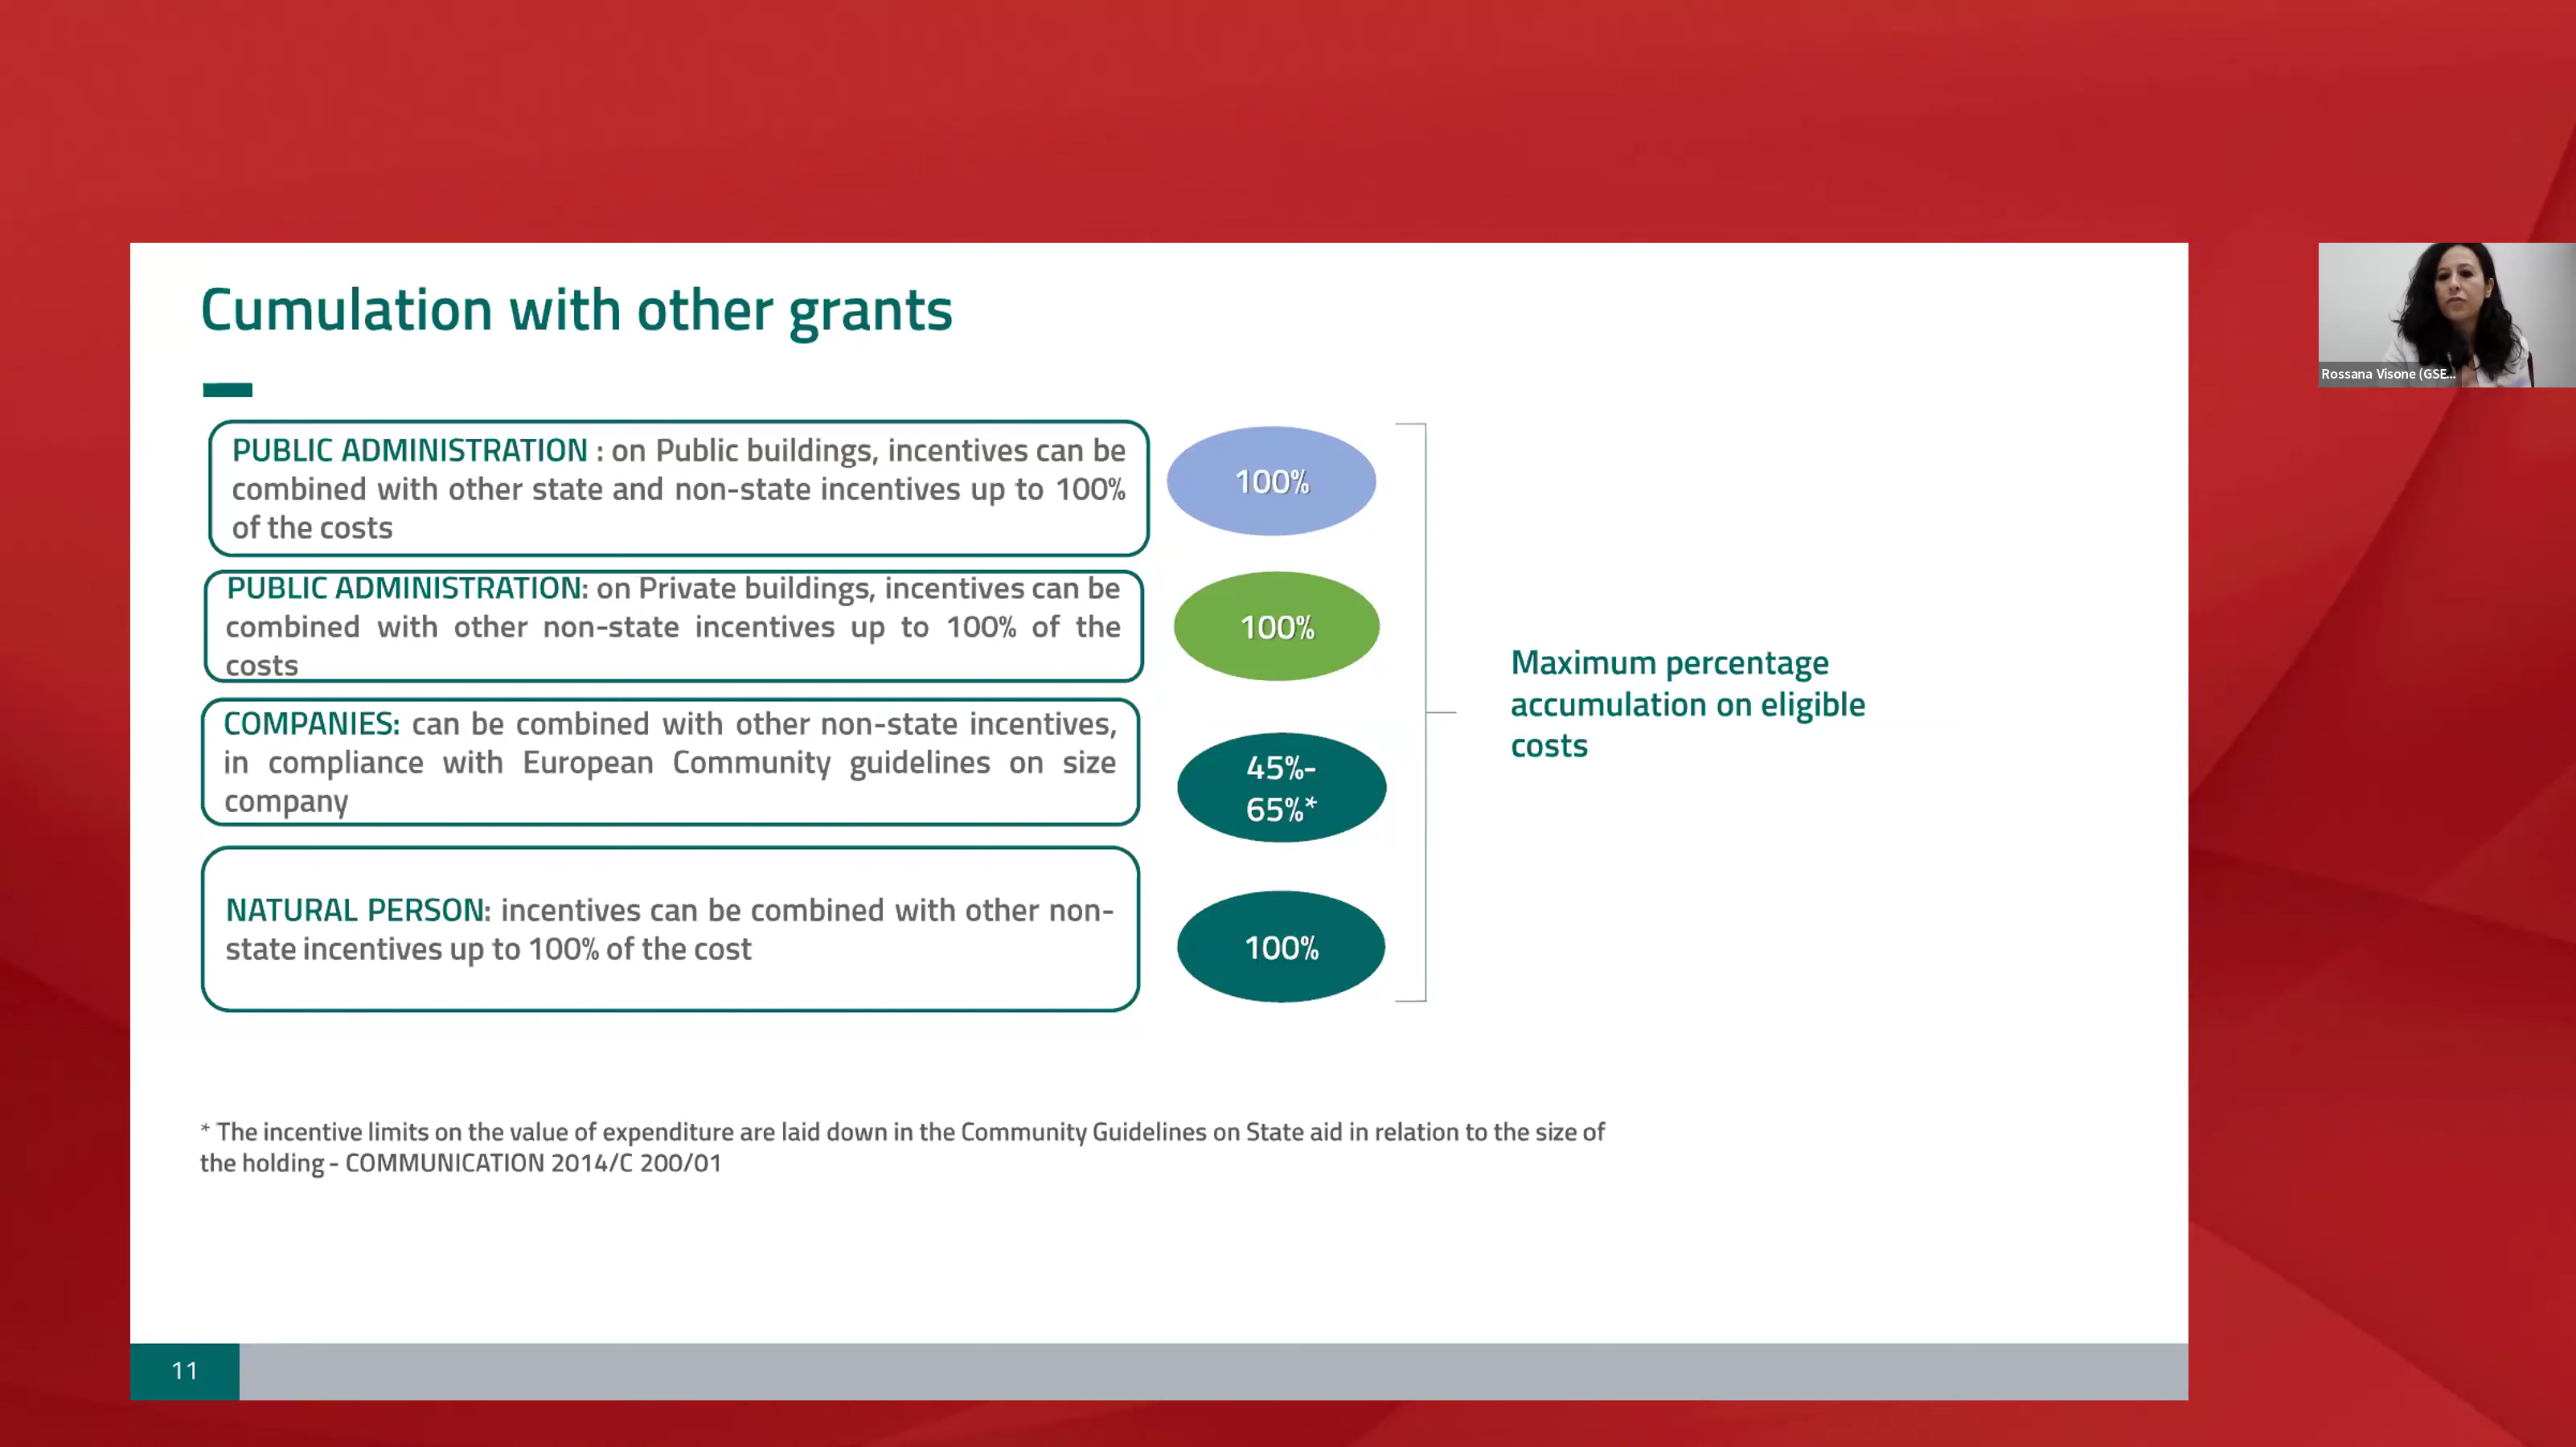 Cumulation with other grants
PUBLIC ADMINISTRATION : on Public buildings, incentives can be
combined with other state and non-state incentives up to 100%
of the costs
100%
PUBLIC ADMINISTRATION: on Private buildings, incentives can be
combined with other non-state incentives up to 100% of the
costs
100%
COMPANIES: can be combined with other non-state incentives,
in compliance with European Community guidelines on size
company
45%-
65%*
NATURAL PERSON: incentives can be combined with other non-
state incentives up to 100% of the cost
100%
Maximum percentage
accumulation on eligible
costs
* The incentive limits on the value of expenditure are laid down in the Community Guidelines on State aid in relation to the size of
the holding - COMMUNICATION 2014/C 200/01
11
Rossana Visone (GSE...